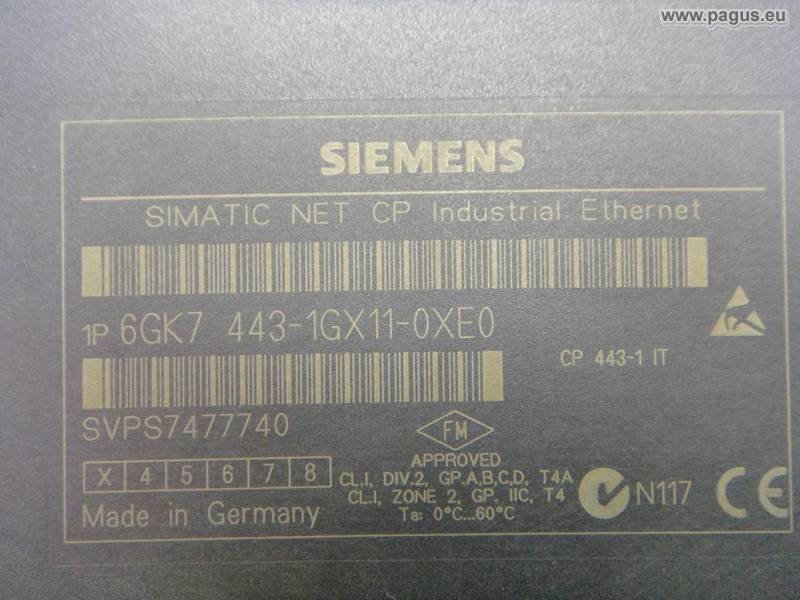 www.pagus.eu
SIEMENS
SIMATIC NET CP Industrial Ethernet
1P 6GK7 443-1GX11-0XE0
CP 443-1 IT
SVPS7477740
FM
APPROVED
X 4 5 6 7 8
CL.I, DIV.2, GP.A,B,C,D, T4A
CL.I, ZONE 2, GP, IIC, T4
Ta: 0°C...60°C
Made in Germany
N117
CE